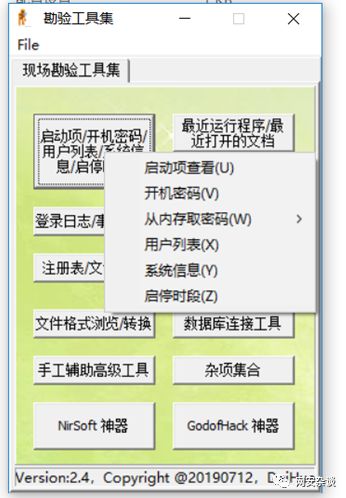 勘验工具集
File
现场勘验工具集
启动项/开机密码/
用户列表/系统信
息/启停
最近运行程序/最
近打开的文档
启动项查看(U)
开机密码(V)
从内存取密码(W)
用户列表(X)
系统信息(Y)
启停时段(Z)
登录日志/
注册表/文
文件格式浏览/转换
数据库连接工具
手工辅助高级工具
杂项集合
NirSoft 神器
GodofHack 神器
Version:2.4, Copyright @20190712,
网安杂谈